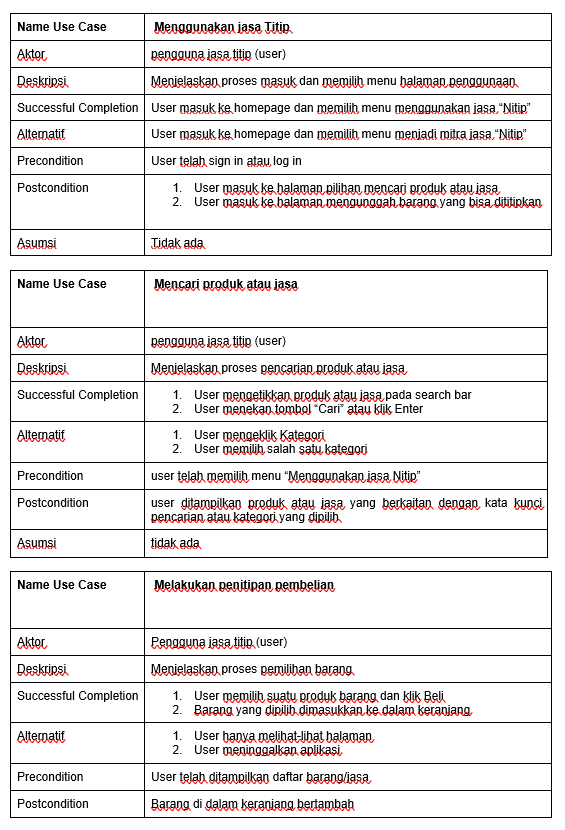 Name Use Case Menggunakan jasa Titip
Aktor pengguna jasa titip (user)
Deskripsi Menjelaskan proses masuk dan memilih menu halaman penggunaan
Successful Completion User masuk ke homepage dan memilih menu menggunakan jasa “Nitip”
Alternatif User masuk ke homepage dan memilih menu menjadi mitra jasa “Nitip”
Precondition User telah sign in atau log in
Postcondition 1. User masuk ke halaman pilihan mencari produk atau jasa
2. User masuk ke halaman mengunggah barang yang bisa dititipkan
Asumsi Tidak ada
Name Use Case Mencari produk atau jasa
Aktor pengguna jasa titip (user)
Deskripsi Menjelaskan proses pencarian produk atau jasa
Successful Completion 1. User mengetikkan produk atau jasa pada search bar
2. User menekan tombol “Cari” atau klik Enter
Alternatif 1. User mengeklik Kategori
2. User memilih salah satu kategori
Precondition user telah memilih menu “Menggunakan jasa Nitip”
Postcondition user ditampilkan produk atau jasa yang berkaitan dengan kata kunci
pencarian atau kategori yang dipilih
Asumsi tidak ada
Name Use Case Melakukan penitipan pembelian
Aktor Pengguna jasa titip (user)
Deskripsi Menjelaskan proses pemilihan barang
Successful Completion 1. User memilih suatu produk barang dan klik Beli
2. Barang yang dipilih dimasukkan ke dalam keranjang
Alternatif 1. User hanya melihat-lihat halaman
2. User meninggalkan aplikasi
Precondition User telah ditampilkan daftar barang/jasa
Postcondition Barang di dalam keranjang bertambah